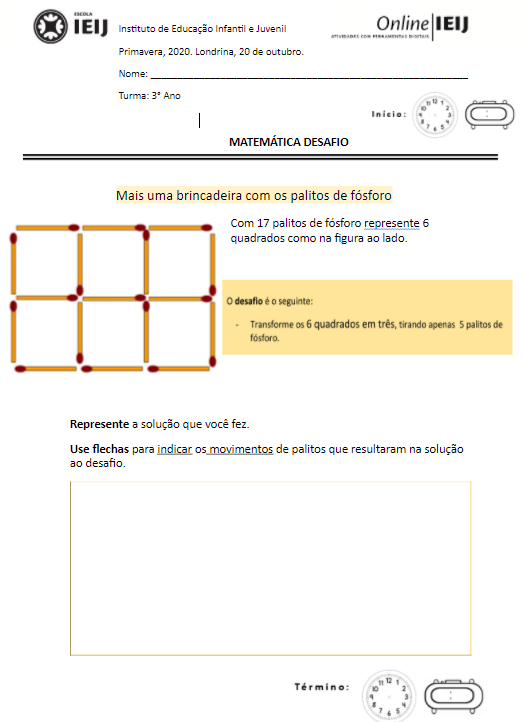 ESCOLA
IEIJ
Instituto de Educação Infantil e Juvenil
Online IEIJ
ATIVIDADES COM FERRAMENTAS DIGITAIS
Primavera, 2020. Londrina, 20 de outubro.
Nome: ____________________________________________________________
Turma: 3° Ano
Início:
MATEMÁTICA DESAFIO
Mais uma brincadeira com os palitos de fósforo
Com 17 palitos de fósforo represente 6
quadrados como na figura ao lado.
O desafio é o seguinte:
- Transforme os 6 quadrados em três, tirando apenas 5 palitos de
fósforo.
Represente a solução que você fez.
Use flechas para indicar os movimentos de palitos que resultaram na solução
ao desafio.
Término: